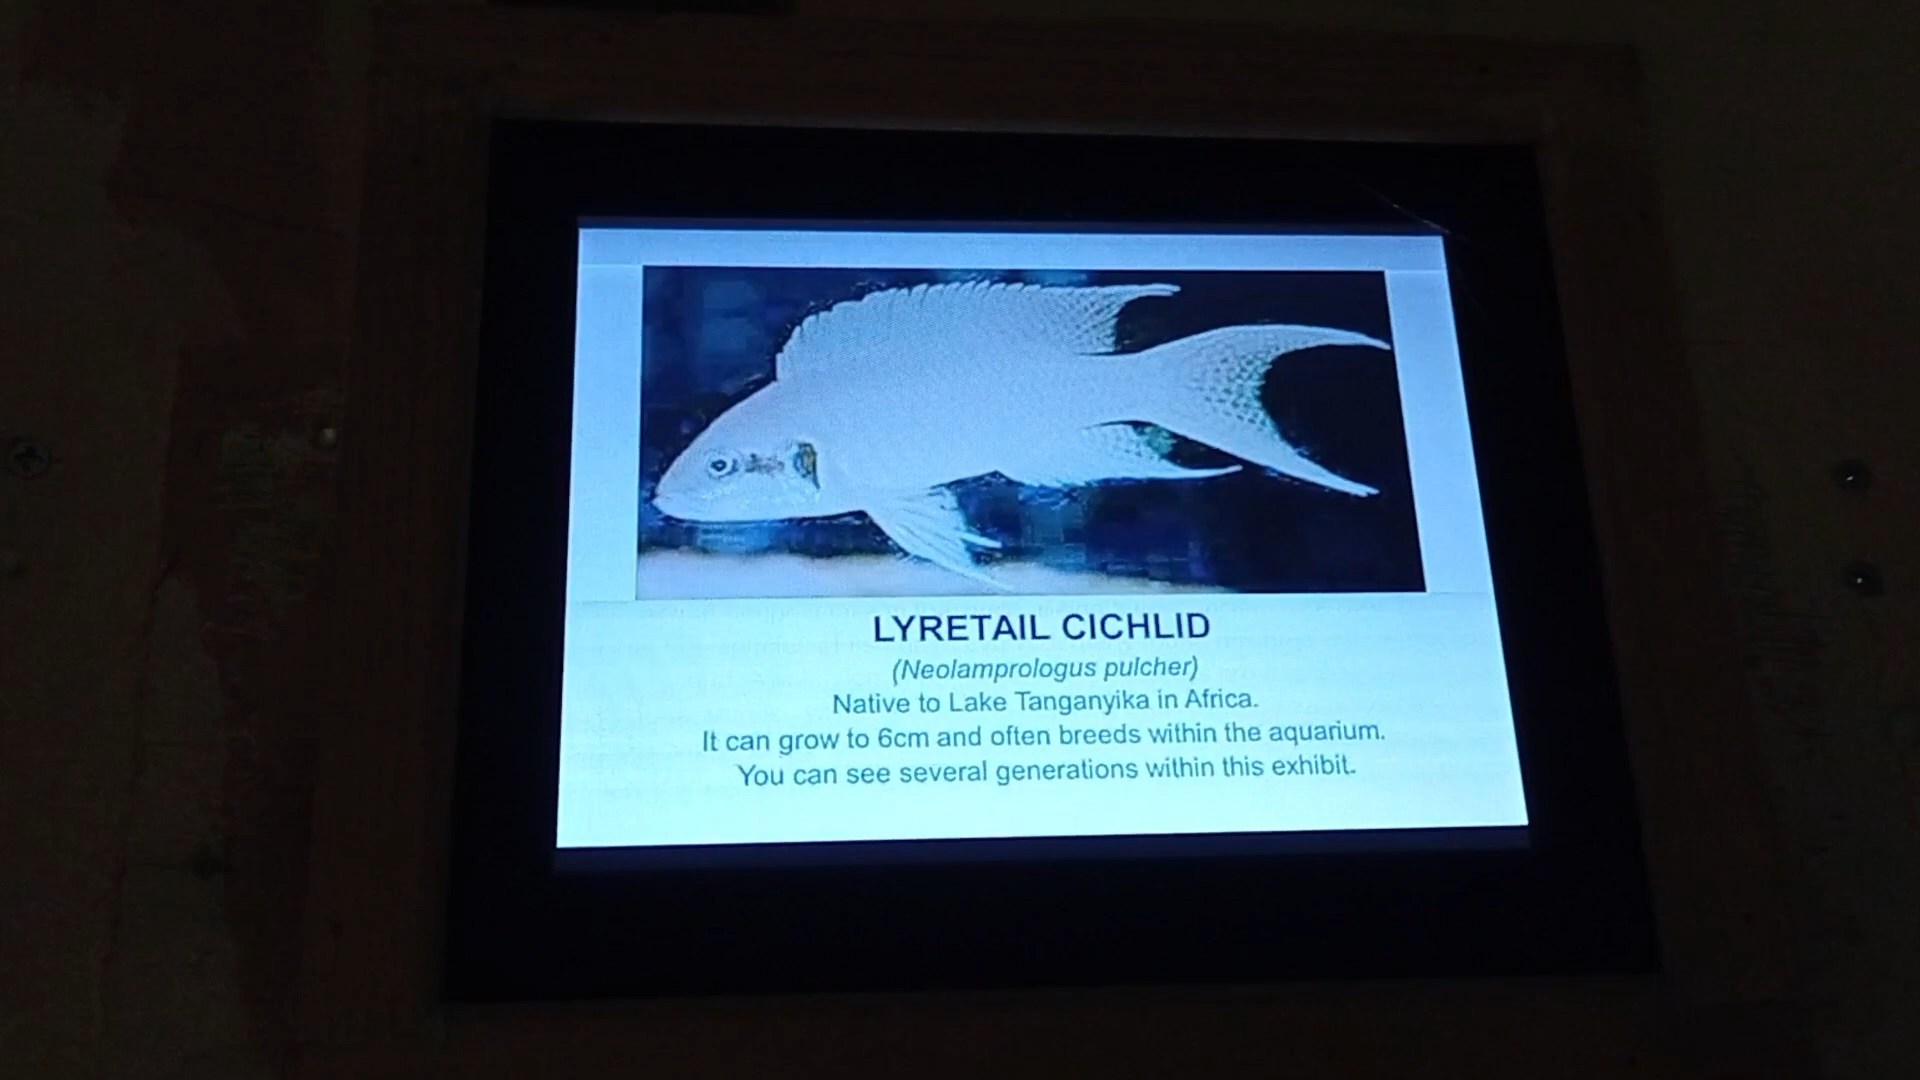 LYRETAIL CICHLID
(Neolamprologus pulcher)
Native to Lake Tanganyika in Africa.
It can grow to 6cm and often breeds within the aquarium.
You can see several generations within this exhibit.